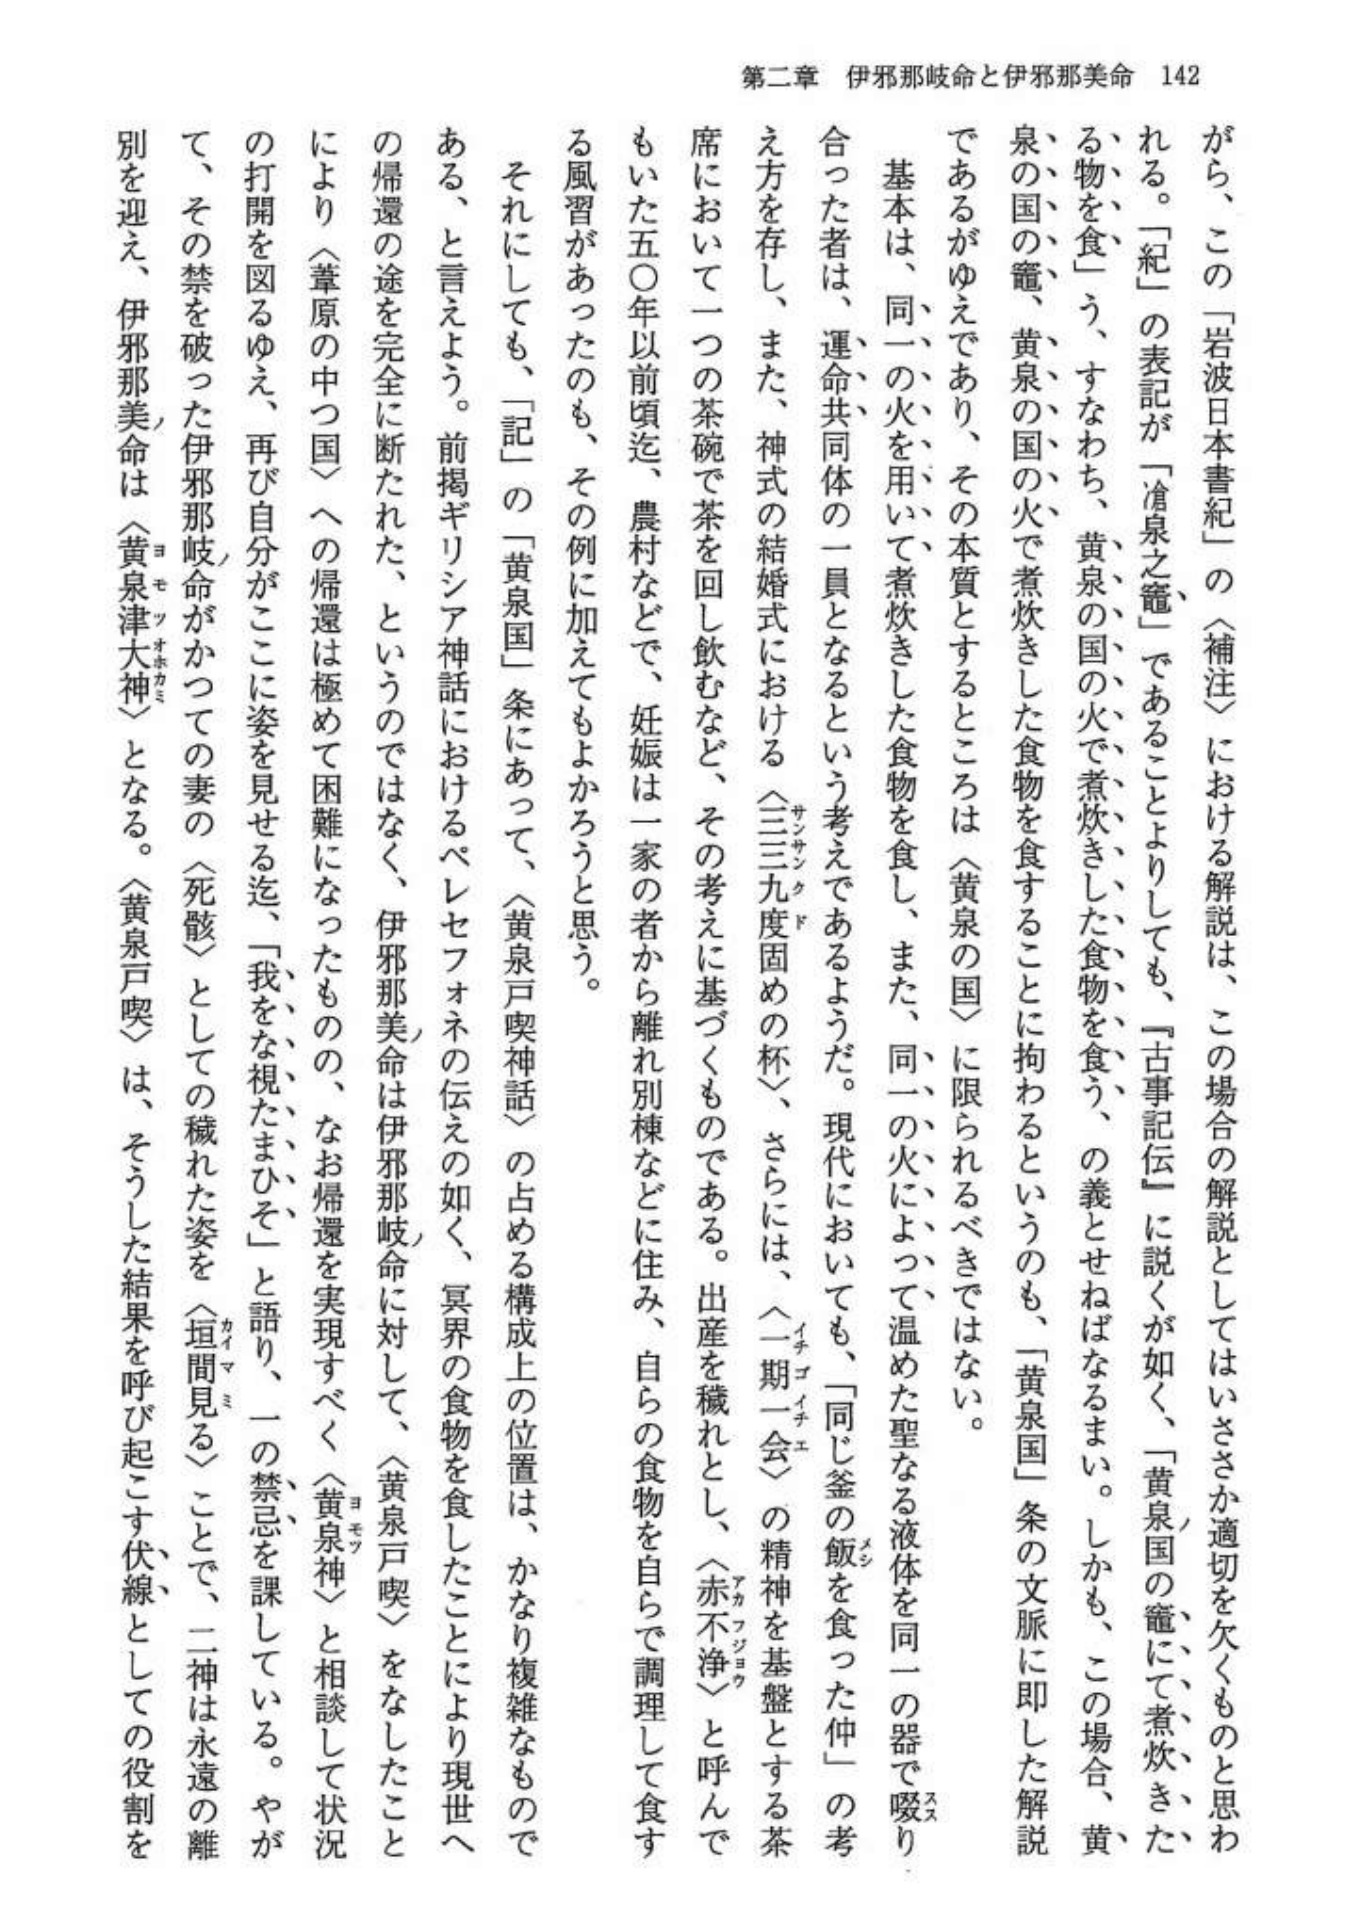 第二章 伊邪那岐命と伊邪那美命 142
がら、この「岩波日本書紀」の〈補注〉における解説は、この場合の解説としてはいささか適切を欠くものと思わ
れる。「紀」の表記が「飡泉之竈」であることよりしても、『古事記伝』に説くが如く、「黄泉ノ国の竈にて煮炊きた
る物を食」う、すなわち、黄泉の国の火で煮炊きした食物を食う、の義とせねばなるまい。しかも、この場合、黄
泉の国の竈、黄泉の国の火で煮炊きした食物を食することに拘わるというのも、「黄泉国」条の文脈に即した解説
であるがゆえであり、その本質とするところは〈黄泉の国〉に限られるべきではない。
基本は、同一の火を用いて煮炊きした食物を食し、また、同一の火によって温めた聖なる液体を同一の器で啜り
合った者は、運命共同体の一員となるという考えであるようだ。現代においても、「同じ釜の飯を食った仲」の考
え方を存し、また、神式の結婚式における〈三三九度固めの杯〉、さらには、〈一期一会〉の精神を基盤とする茶
席において一つの茶碗で茶を回し飲むなど、その考えに基づくものである。出産を穢れとし、〈赤不浄〉と呼んで
もいた五〇年以前頃迄、農村などで、妊娠は一家の者から離れ別棟などに住み、自らの食物を自らで調理して食す
る風習があったのも、その例に加えてもよかろうと思う。
それにしても、「記」の「黄泉国」条にあって、〈黄泉戸喫神話〉の占める構成上の位置は、かなり複雑なもので
ある、と言えよう。前掲ギリシア神話におけるペレセフォネの伝えの如く、冥界の食物を食したことにより現世へ
の帰還の途を完全に断たれた、というのではなく、伊邪那美ノ命は伊邪那岐ノ命に対して、〈黄泉戸喫〉をなしたこと
により〈葦原の中つ国〉への帰還は極めて困難になったものの、なお帰還を実現すべく〈黄泉神〉と相談して状況
の打開を図るゆえ、再び自分がここに姿を見せる迄、「我をな視たまひそ」と語り、一の禁忌を課している。やが
て、その禁を破った伊邪那岐ノ命がかつての妻の〈死骸〉としての穢れた姿を〈垣間見る〉ことで、二神は永遠の離
別を迎え、伊邪那美ノ命は〈黄泉津大神〉となる。〈黄泉戸喫〉は、そうした結果を呼び起こす伏線としての役割を